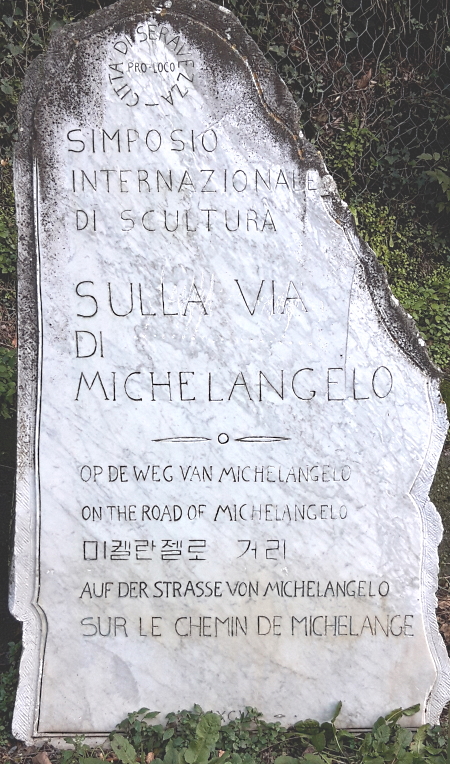 CITTÀ DI SERAVEZZA
PRO-LOCO
SIMPOSIO
INTERNAZIONALE
DI SCULTURA
SULLA VIA
DI
MICHELANGELO
OP DE WEG VAN MICHELANGELO
ON THE ROAD OF MICHELANGELO
미켈란젤로 거리
AUF DER STRASSE VON MICHELANGELO
SUR LE CHEMIN DE MICHELANGE